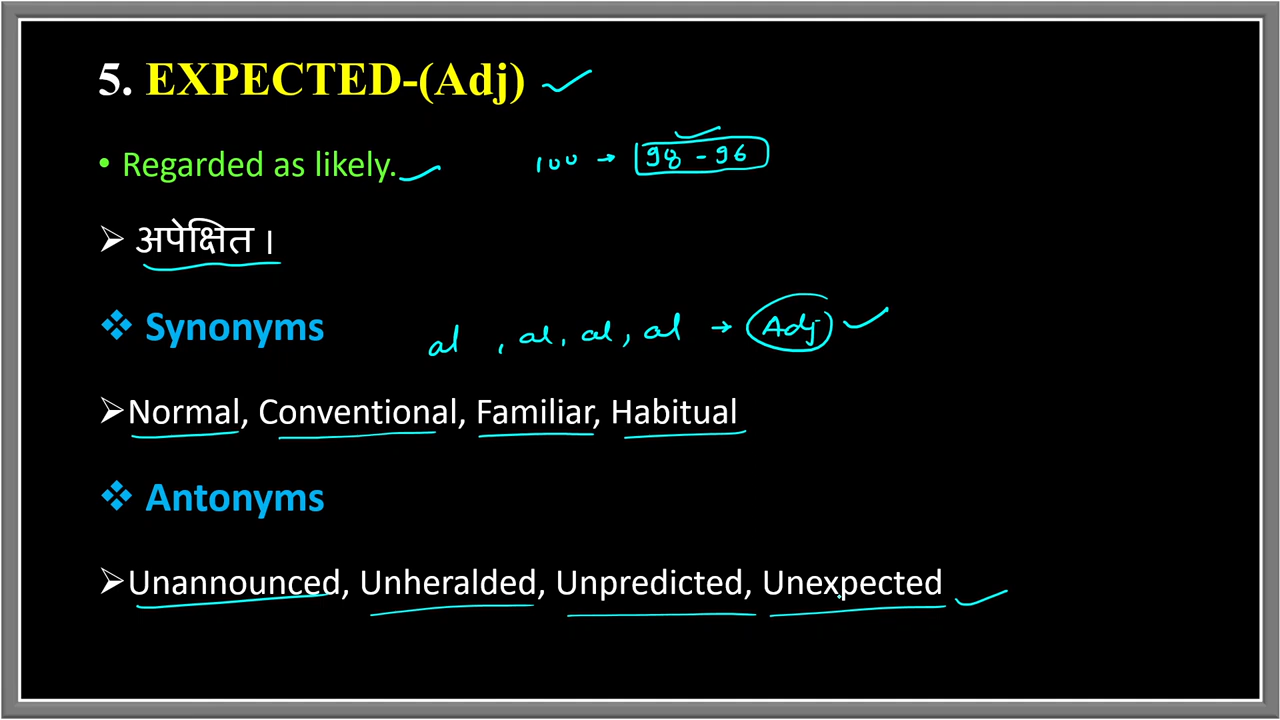 5. EXPECTED-(Adj)
• Regarded as likely.
100 → 98 - 96
➢ अपेक्षित ।
❖ Synonyms
al , al, al, al → Adj
➢Normal, Conventional, Familiar, Habitual
❖ Antonyms
➢Unannounced, Unheralded, Unpredicted, Unexpected